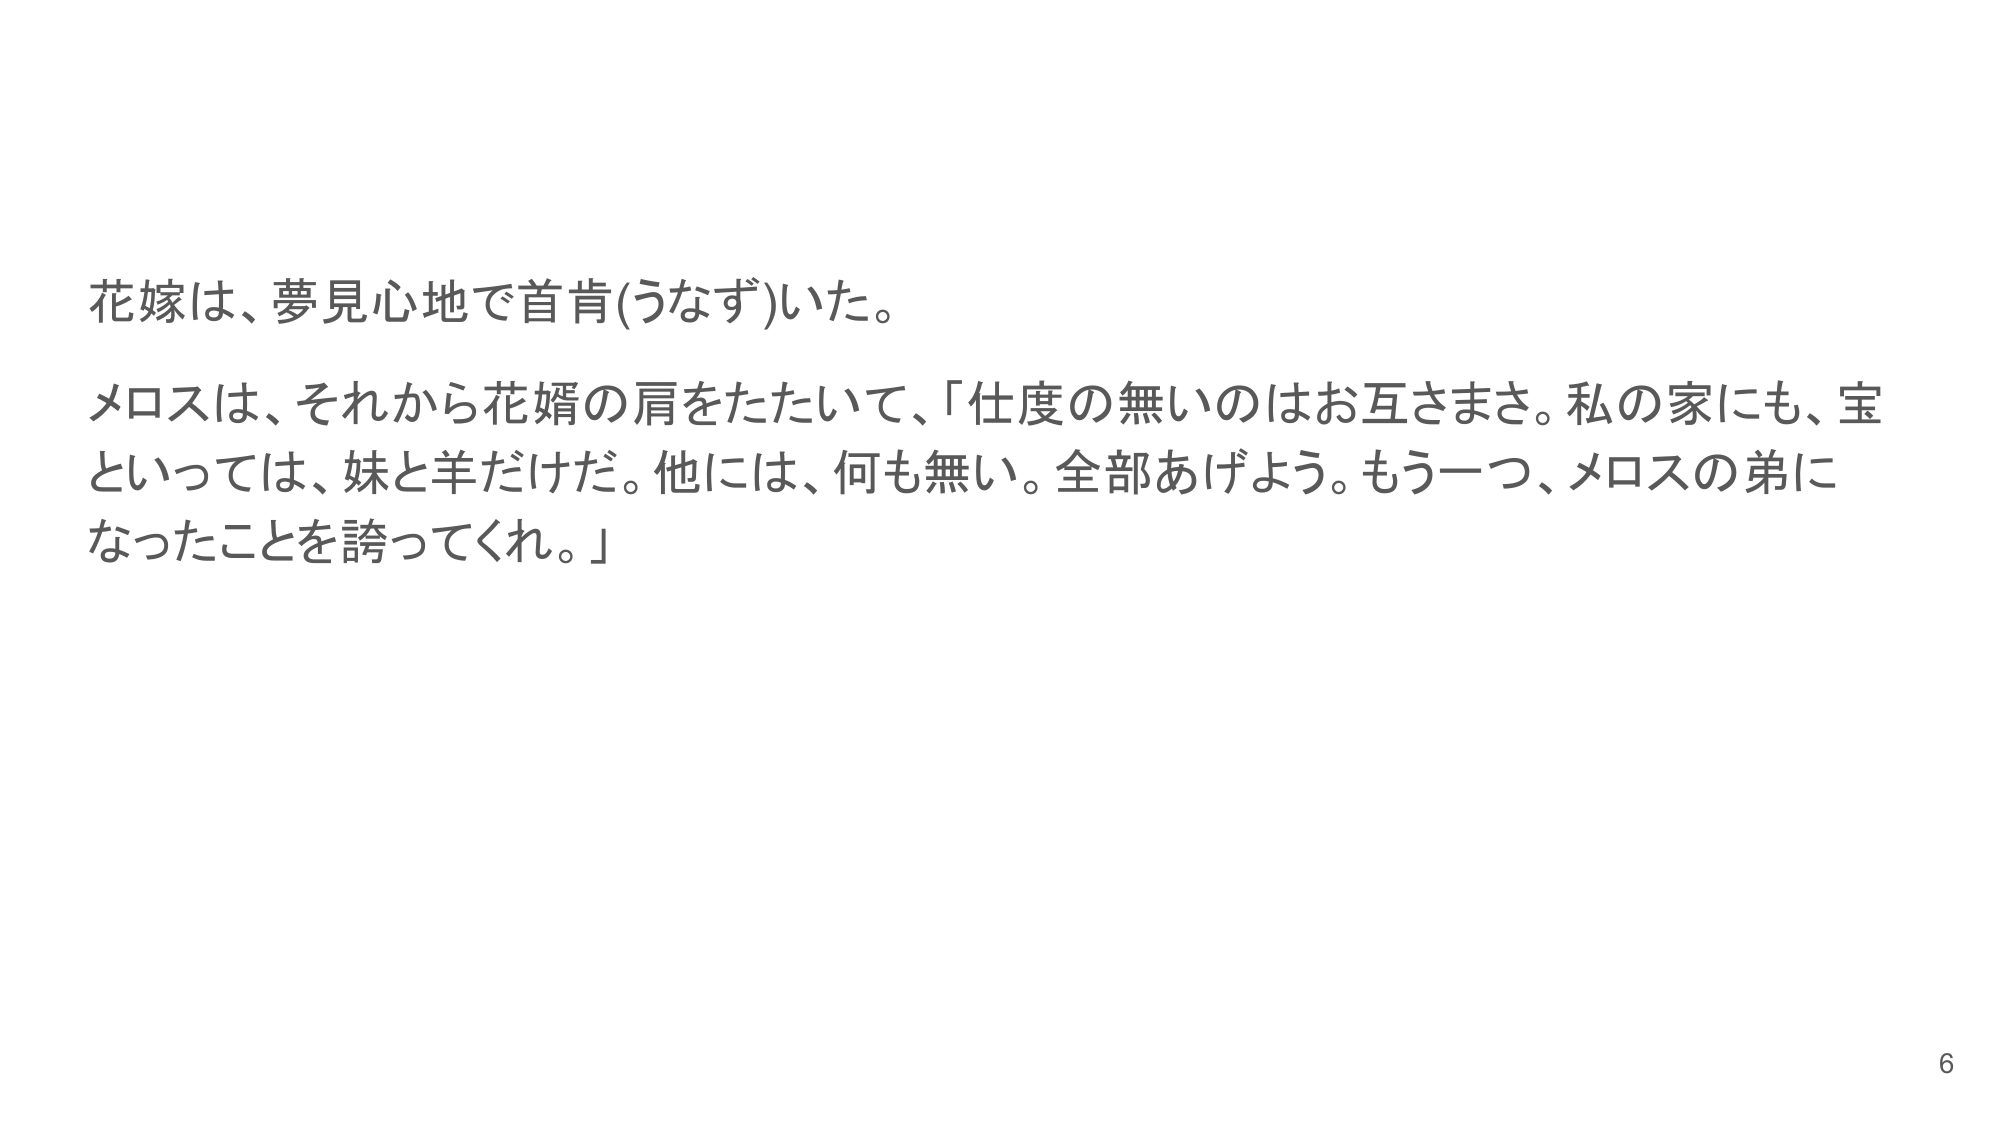 花嫁は、夢見心地で首肯(うなず)いた。
メロスは、それから花婿の肩をたたいて、「仕度の無いのはお互さまさ。私の家にも、宝
といっては、妹と羊だけだ。他には、何も無い。全部あげよう。もう一つ、メロスの弟に
なったことを誇ってくれ。」
6